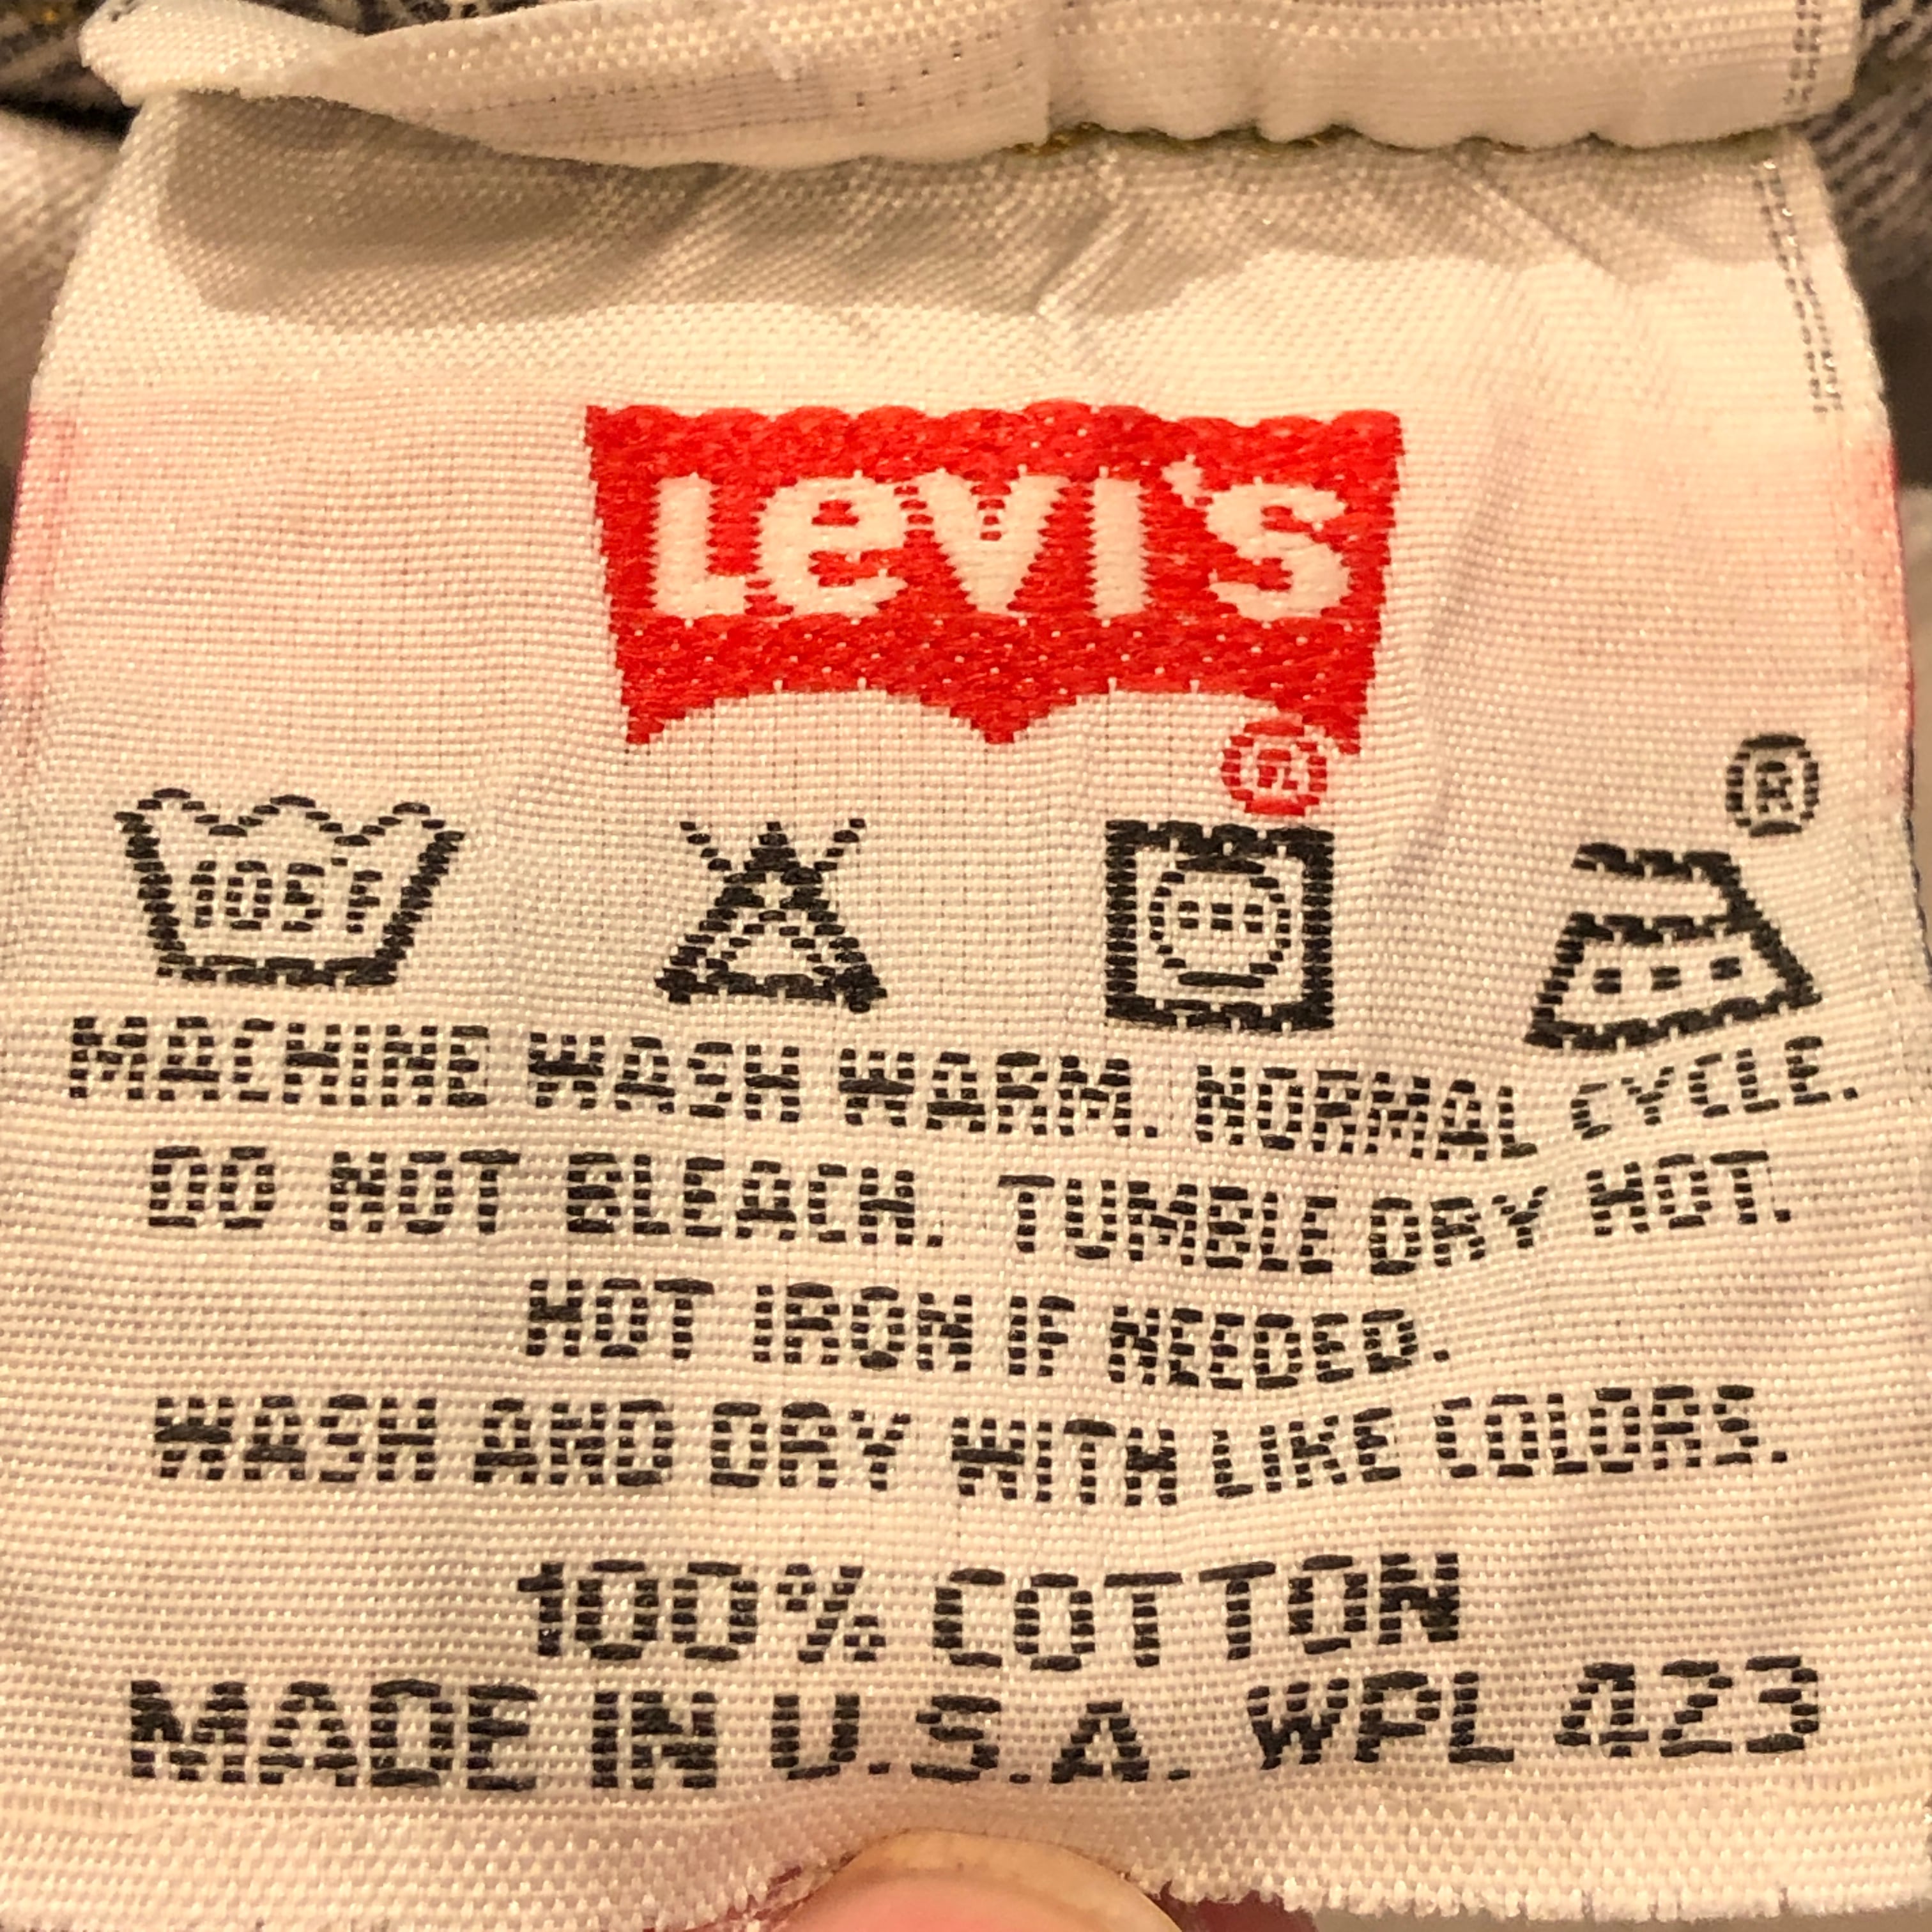 Levi's
®
®
105°F
MACHINE WASH WARM. NORMAL CYCLE.
DO NOT BLEACH. TUMBLE DRY HOT.
HOT IRON IF NEEDED.
WASH AND DRY WITH LIKE COLORS.
100% COTTON
MADE IN U.S.A. WPL 423